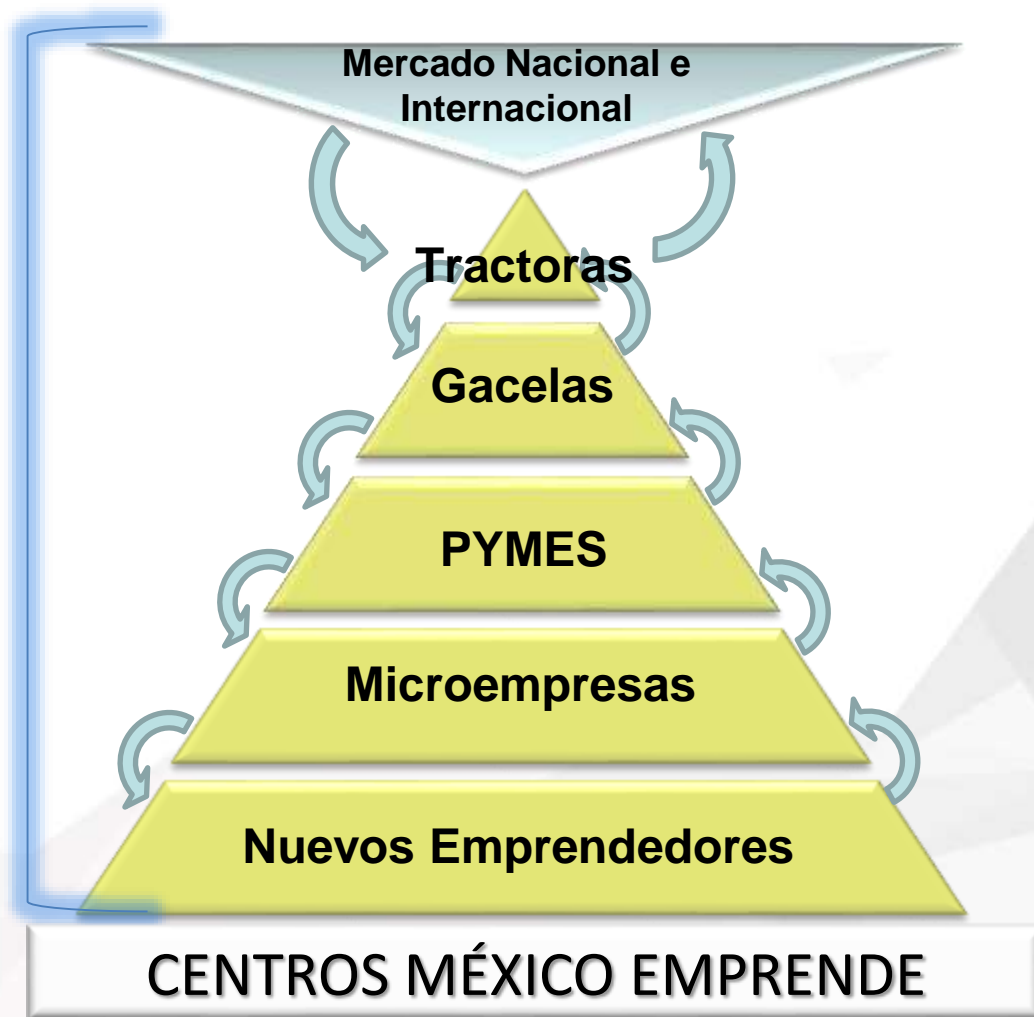 Mercado Nacional e
Internacional
Tractoras
Gacelas
PYMES
Microempresas
Nuevos Emprendedores
CENTROS MÉXICO EMPRENDE